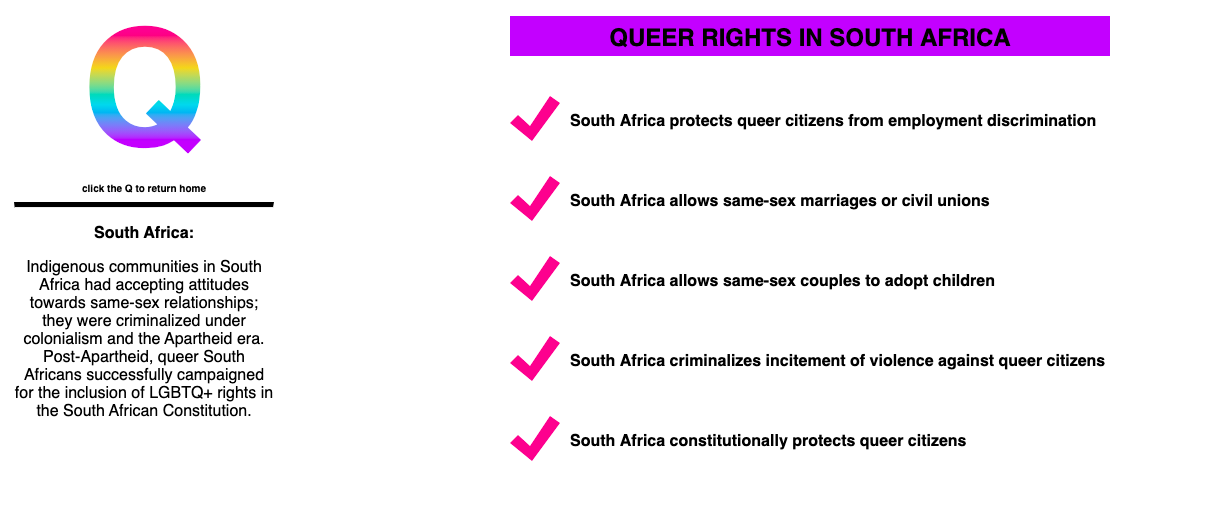 Q
click the Q to return home
South Africa:
Indigenous communities in South
Africa had accepting attitudes
towards same-sex relationships;
they were criminalized under
colonialism and the Apartheid era.
Post-Apartheid, queer South
Africans successfully campaigned
for the inclusion of LGBTQ+ rights in
the South African Constitution.
QUEER RIGHTS IN SOUTH AFRICA
South Africa protects queer citizens from employment discrimination
South Africa allows same-sex marriages or civil unions
South Africa allows same-sex couples to adopt children
South Africa criminalizes incitement of violence against queer citizens
South Africa constitutionally protects queer citizens